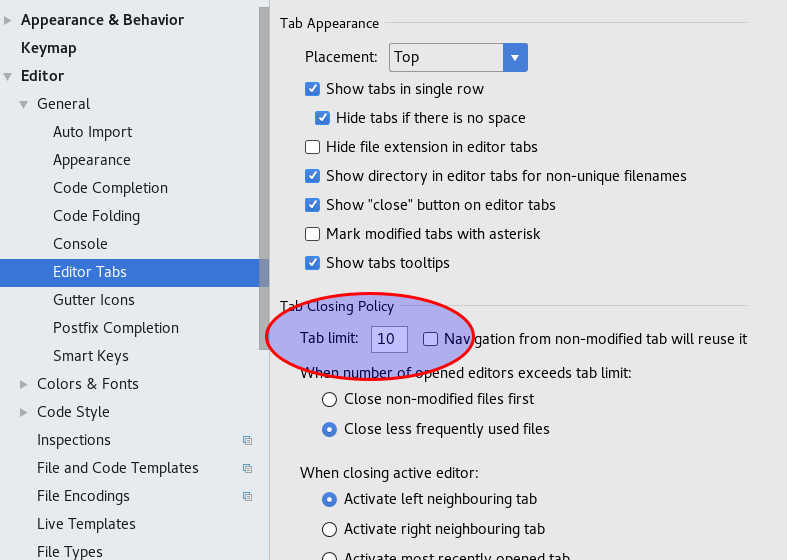 Appearance & Behavior
Keymap
Editor
General
Auto Import
Appearance
Code Completion
Code Folding
Console
Editor Tabs
Gutter Icons
Postfix Completion
Smart Keys
Colors & Fonts
Code Style
Inspections
File and Code Templates
File Encodings
Live Templates
File Types
Tab Appearance
Placement: Top
Show tabs in single row
Hide tabs if there is no space
Hide file extension in editor tabs
Show directory in editor tabs for non-unique filenames
Show "close" button on editor tabs
Mark modified tabs with asterisk
Show tabs tooltips
Tab Closing Policy
Tab limit: 10 Navigation from non-modified tab will reuse it
When number of opened editors exceeds tab limit:
Close non-modified files first
Close less frequently used files
When closing active editor:
Activate left neighbouring tab
Activate right neighbouring tab
Activate most recently opened tab